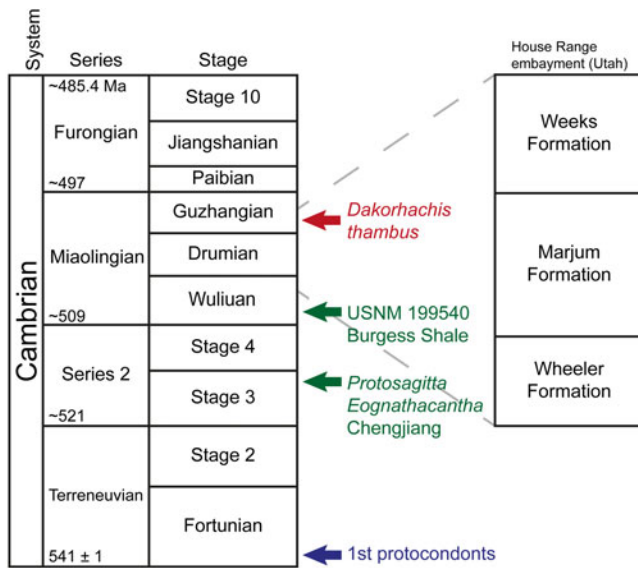 System
Series
Stage
Cambrian
~485.4 Ma
Furongian
~497
Miaolingian
~509
Series 2
~521
Terreneuvian
541 ± 1
Stage 10
Jiangshanian
Paibian
Guzhangian
Drumian
Wuliuan
Stage 4
Stage 3
Stage 2
Fortunian
Dakorhachis
thambus
USNM 199540
Burgess Shale
Protosagitta
Eognathacantha
Chengjiang
1st protocondonts
House Range
embayment (Utah)
Weeks
Formation
Marjum
Formation
Wheeler
Formation